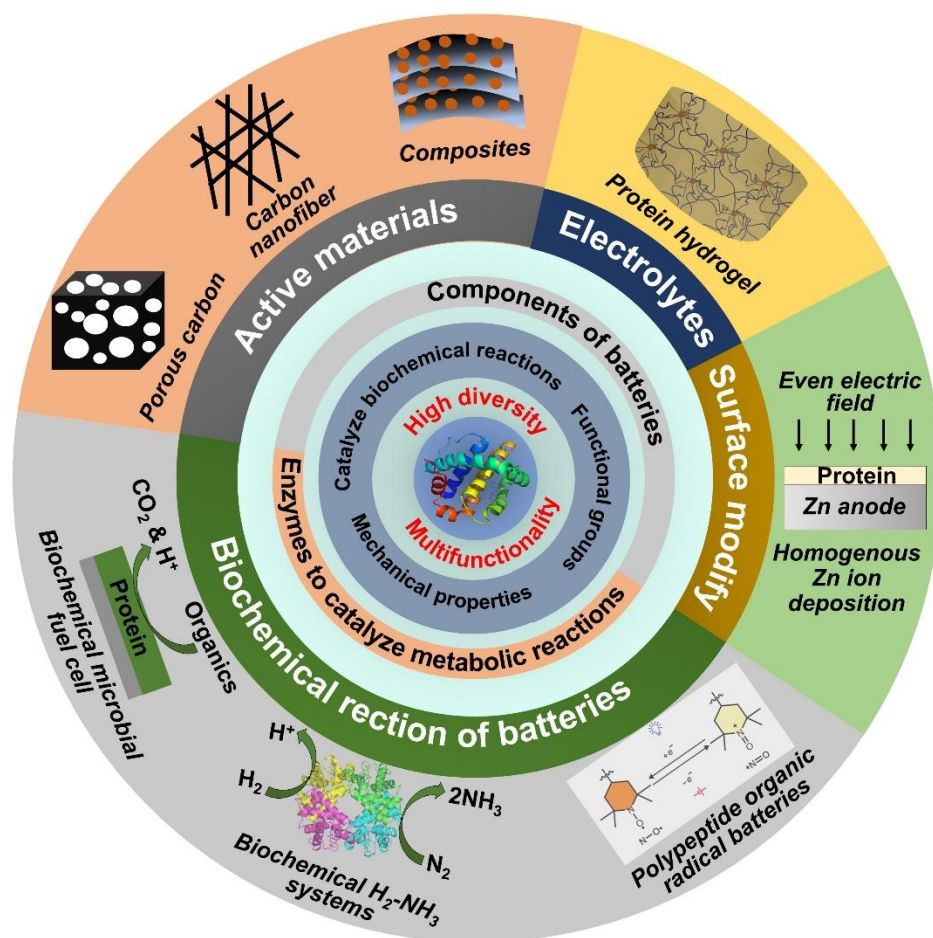 Composites
Carbon
nanofiber
Porous carbon
Protein hydrogel
Active materials
Electrolytes
Surface modify
Biochemical rection of batteries
Components of batteries
Enzymes to catalyze metabolic reactions
Catalyze biochemical reactions
Functional groups
Mechanical properties
High diversity
Multifunctionality
Even electric
field
Protein
Zn anode
Homogenous
Zn ion
deposition
CO₂ & H⁺
Protein
Organics
Biochemical microbial
fuel cell
H⁺
H₂
2NH₃
N₂
Biochemical H₂-NH₃
systems
+e⁻
-e⁻
N
O
N
O
⁺N=O
N–O•
Polypeptide organic
radical batteries